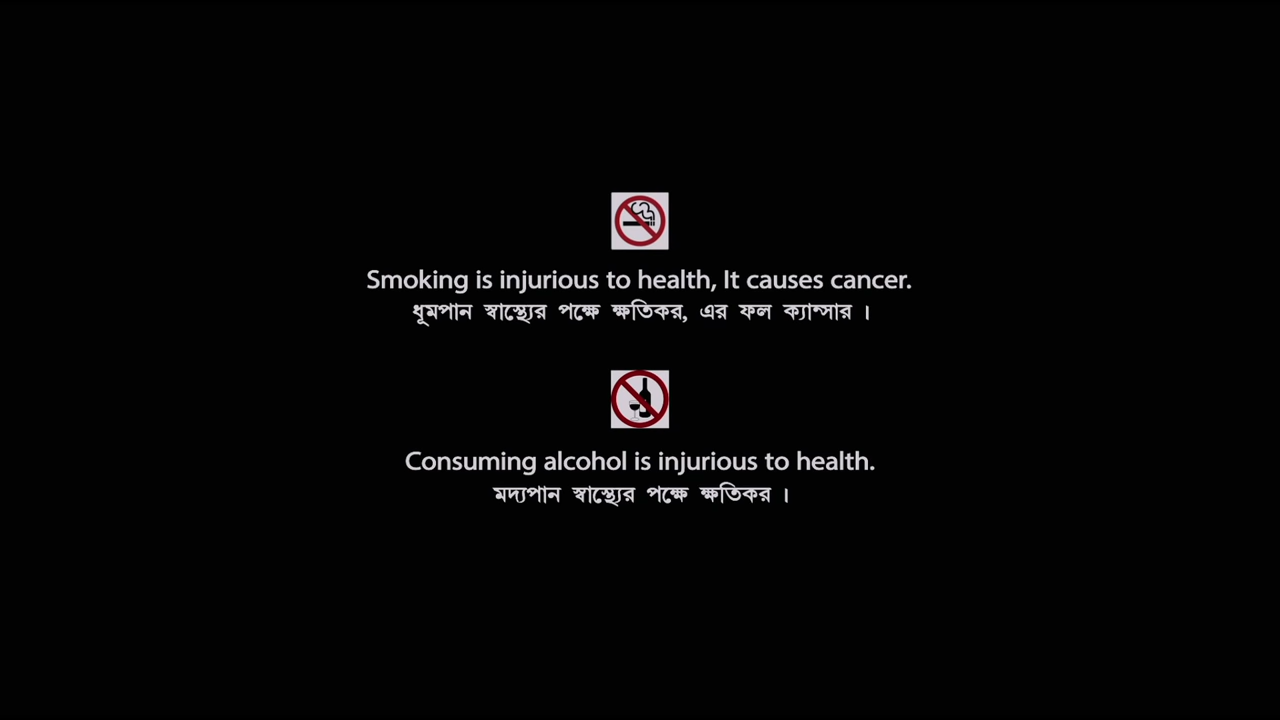 Smoking is injurious to health, It causes cancer.
ধূমপান স্বাস্থ্যের পক্ষে ক্ষতিকর, এর ফল ক্যান্সার ।
Consuming alcohol is injurious to health.
মদ্যপান স্বাস্থ্যের পক্ষে ক্ষতিকর ।